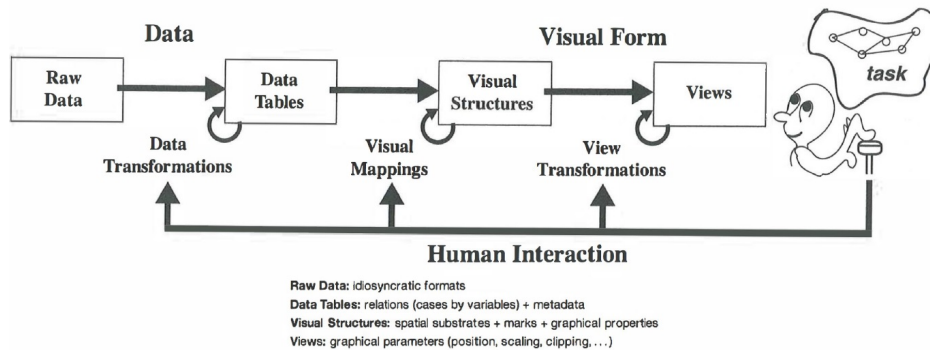 Data
Visual Form
task
Raw
Data
Data
Tables
Visual
Structures
Views
Data
Transformations
Visual
Mappings
View
Transformations
Human Interaction
Raw Data: idiosyncratic formats
Data Tables: relations (cases by variables) + metadata
Visual Structures: spatial substrates + marks + graphical properties
Views: graphical parameters (position, scaling, clipping, ...)